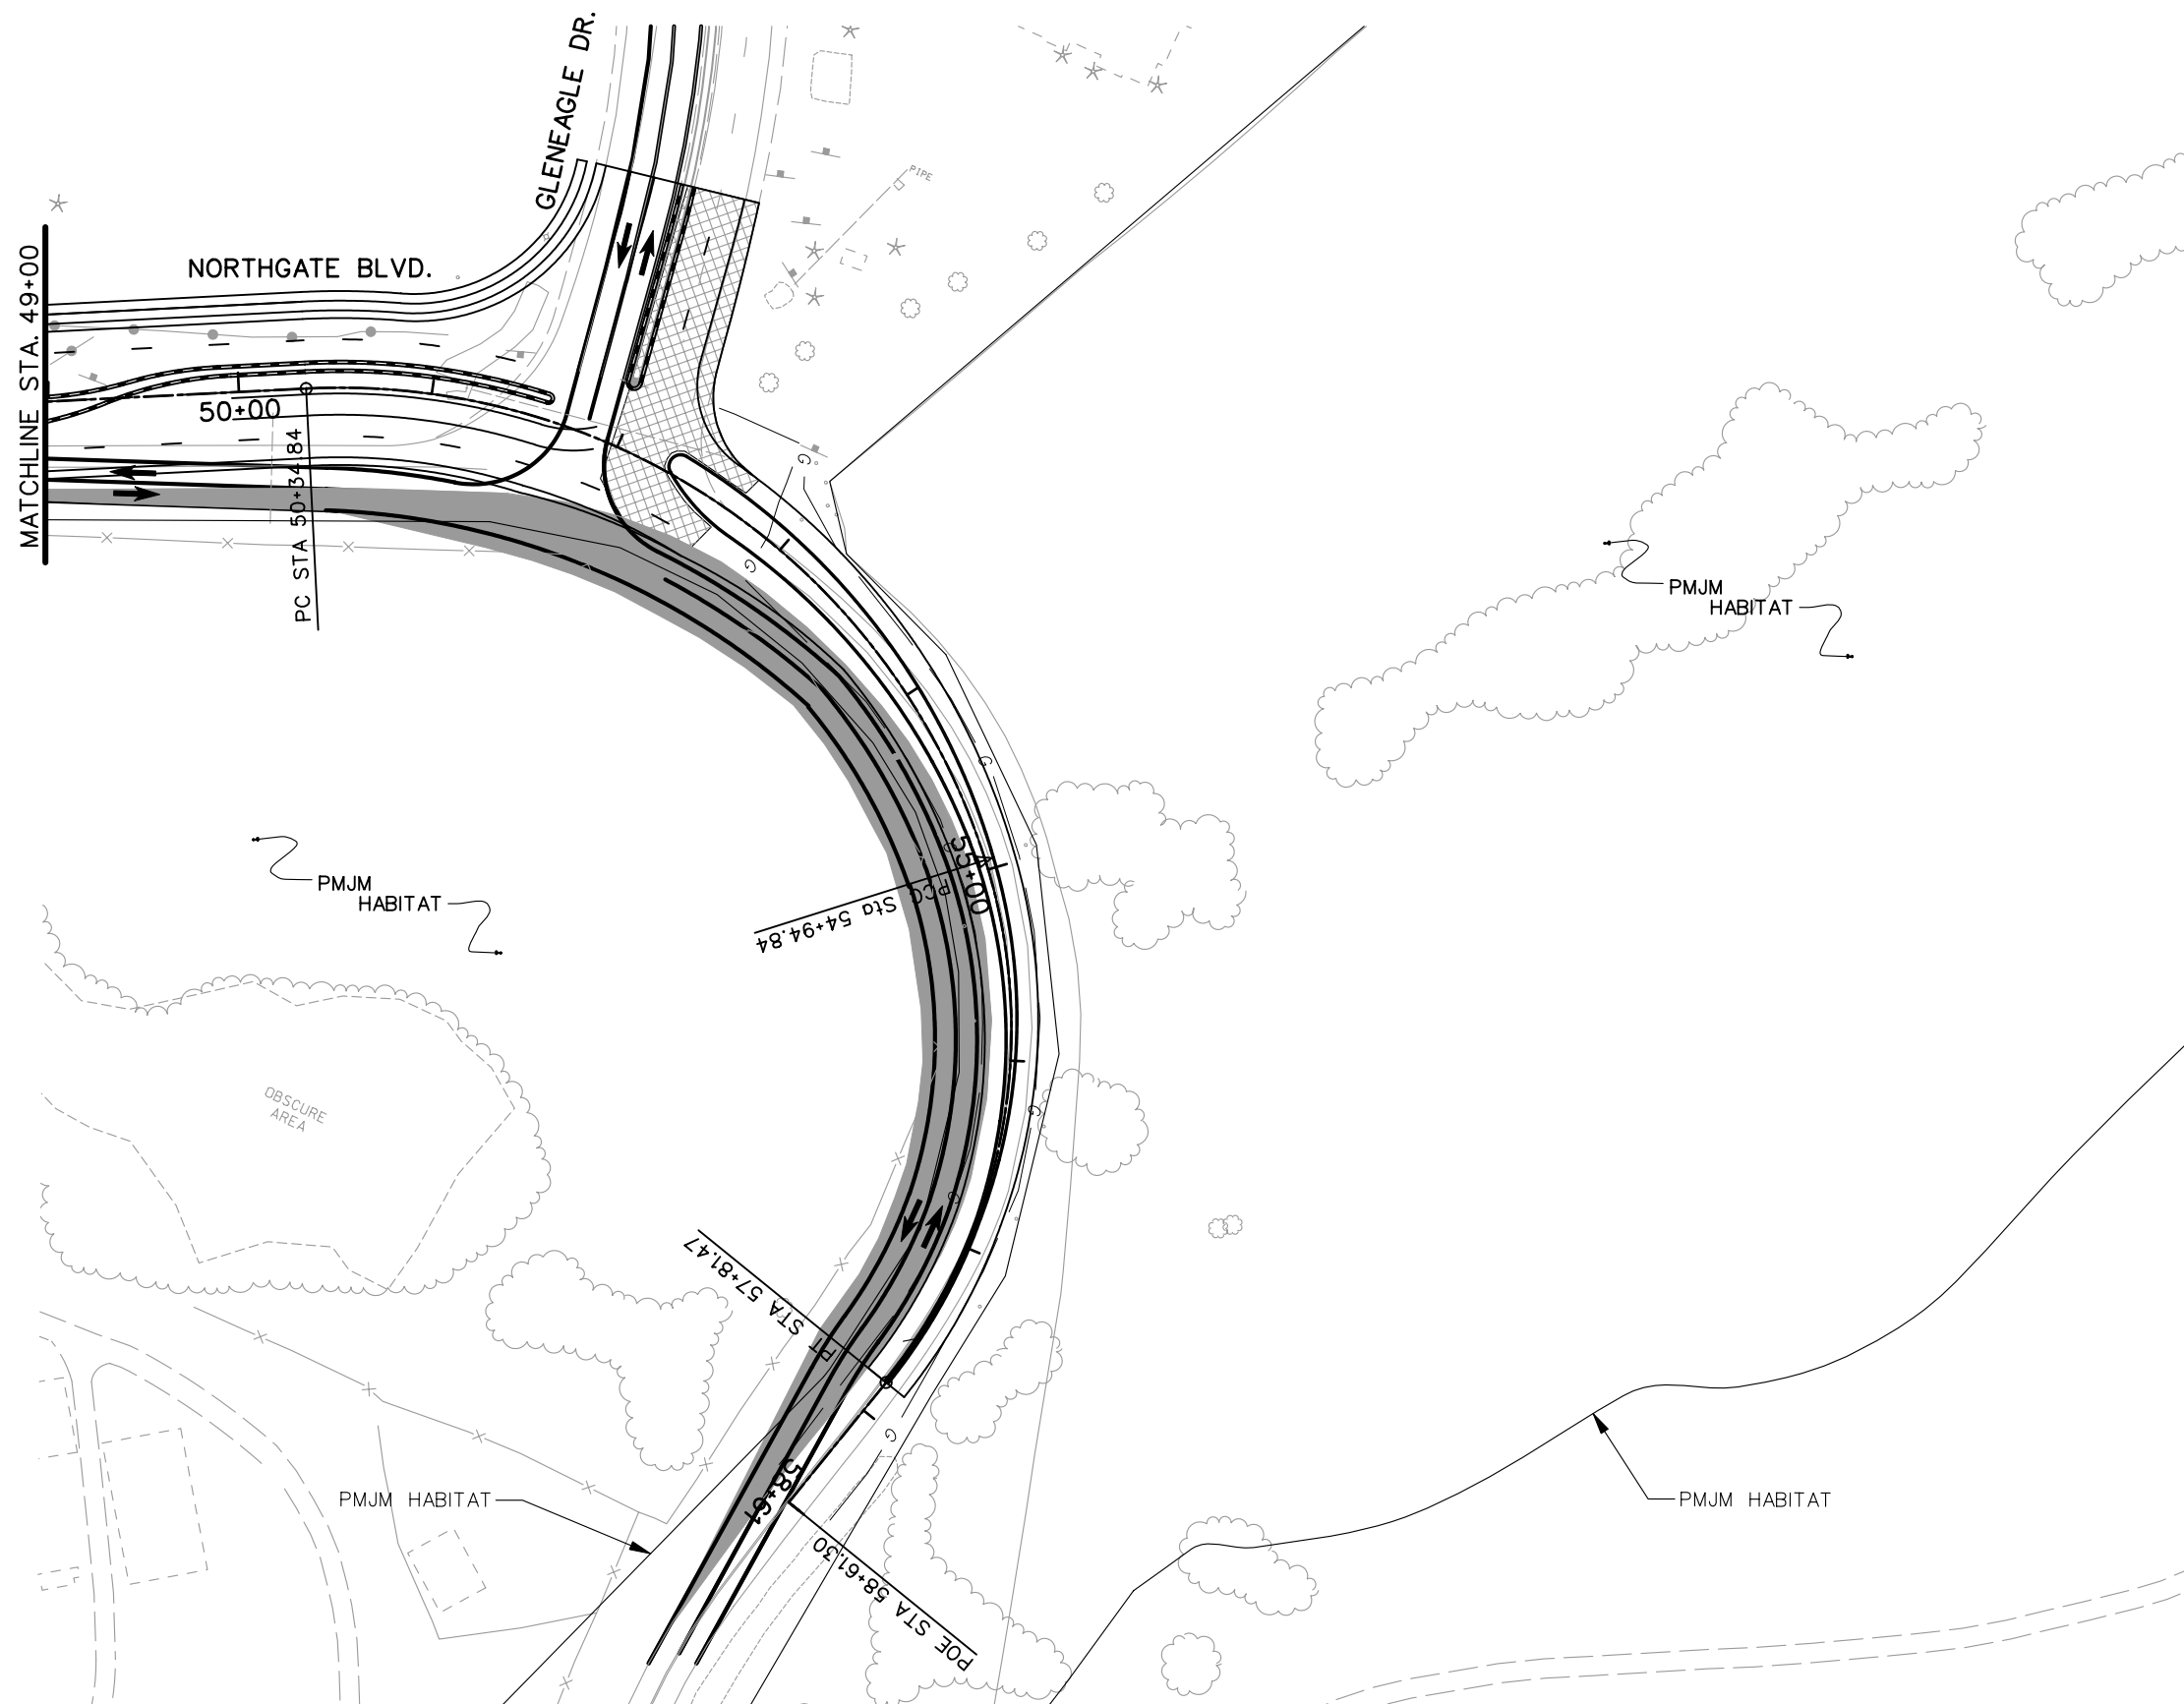 GLENEAGLE DR.
PIPE
NORTHGATE BLVD.
MATCHLINE STA. 49+00
50+00
PC STA 50+34.84
G
G
PMJM
HABITAT
G
55+00
PCC Sta 54+94.84
PMJM
HABITAT
OBSCURE
AREA
G
G
PT STA 57+81.47
G
58+61
PMJM HABITAT
PMJM HABITAT
POE STA 58+61.30